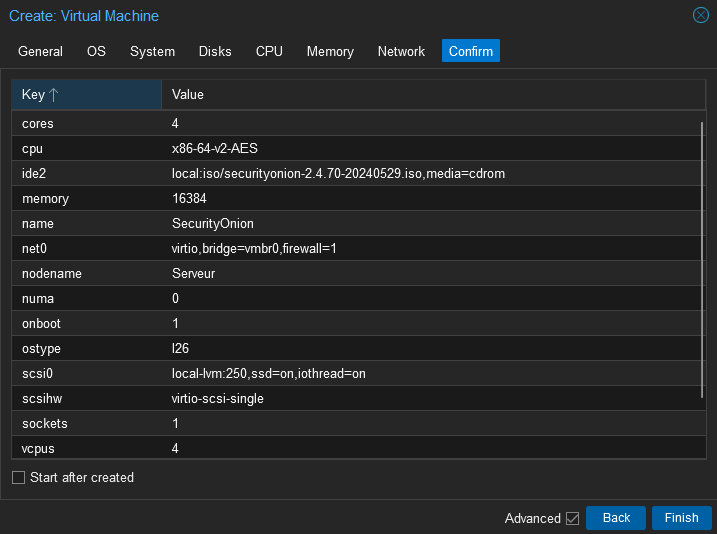 Create: Virtual Machine
General OS System Disks CPU Memory Network Confirm
Key Value
cores 4
cpu x86-64-v2-AES
ide2 local:iso/securityonion-2.4.70-20240529.iso,media=cdrom
memory 16384
name SecurityOnion
net0 virtio,bridge=vmbr0,firewall=1
nodename Serveur
numa 0
onboot 1
ostype l26
scsi0 local-lvm:250,ssd=on,iothread=on
scsihw virtio-scsi-single
sockets 1
vcpus 4
Start after created
Advanced Back Finish